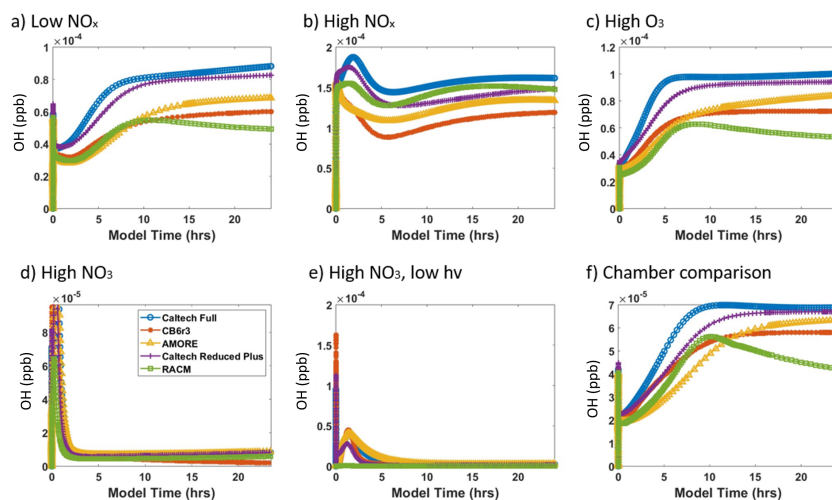 a) Low NOₓ
b) High NOₓ
c) High O₃
×10⁻⁴
×10⁻⁴
×10⁻⁴
OH (ppb)
1
0.8
0.6
0.4
0.2
0
0 5 10 15 20
Model Time (hrs)
OH (ppb)
2
1.5
1
0.5
0
0 5 10 15 20
Model Time (hrs)
OH (ppb)
1.2
1
0.8
0.6
0.4
0.2
0
0 5 10 15 20
Model Time (hrs)
d) High NO₃
e) High NO₃, low hv
f) Chamber comparison
×10⁻⁵
×10⁻⁴
×10⁻⁵
OH (ppb)
8
6
4
2
0
0 5 10 15 20
Model Time (hrs)
Caltech Full
CB6r3
AMORE
Caltech Reduced Plus
RACM
OH (ppb)
2
1.5
1
0.5
0
0 5 10 15 20
Model Time (hrs)
OH (ppb)
7
6
5
4
3
2
1
0
0 5 10 15 20
Model Time (hrs)